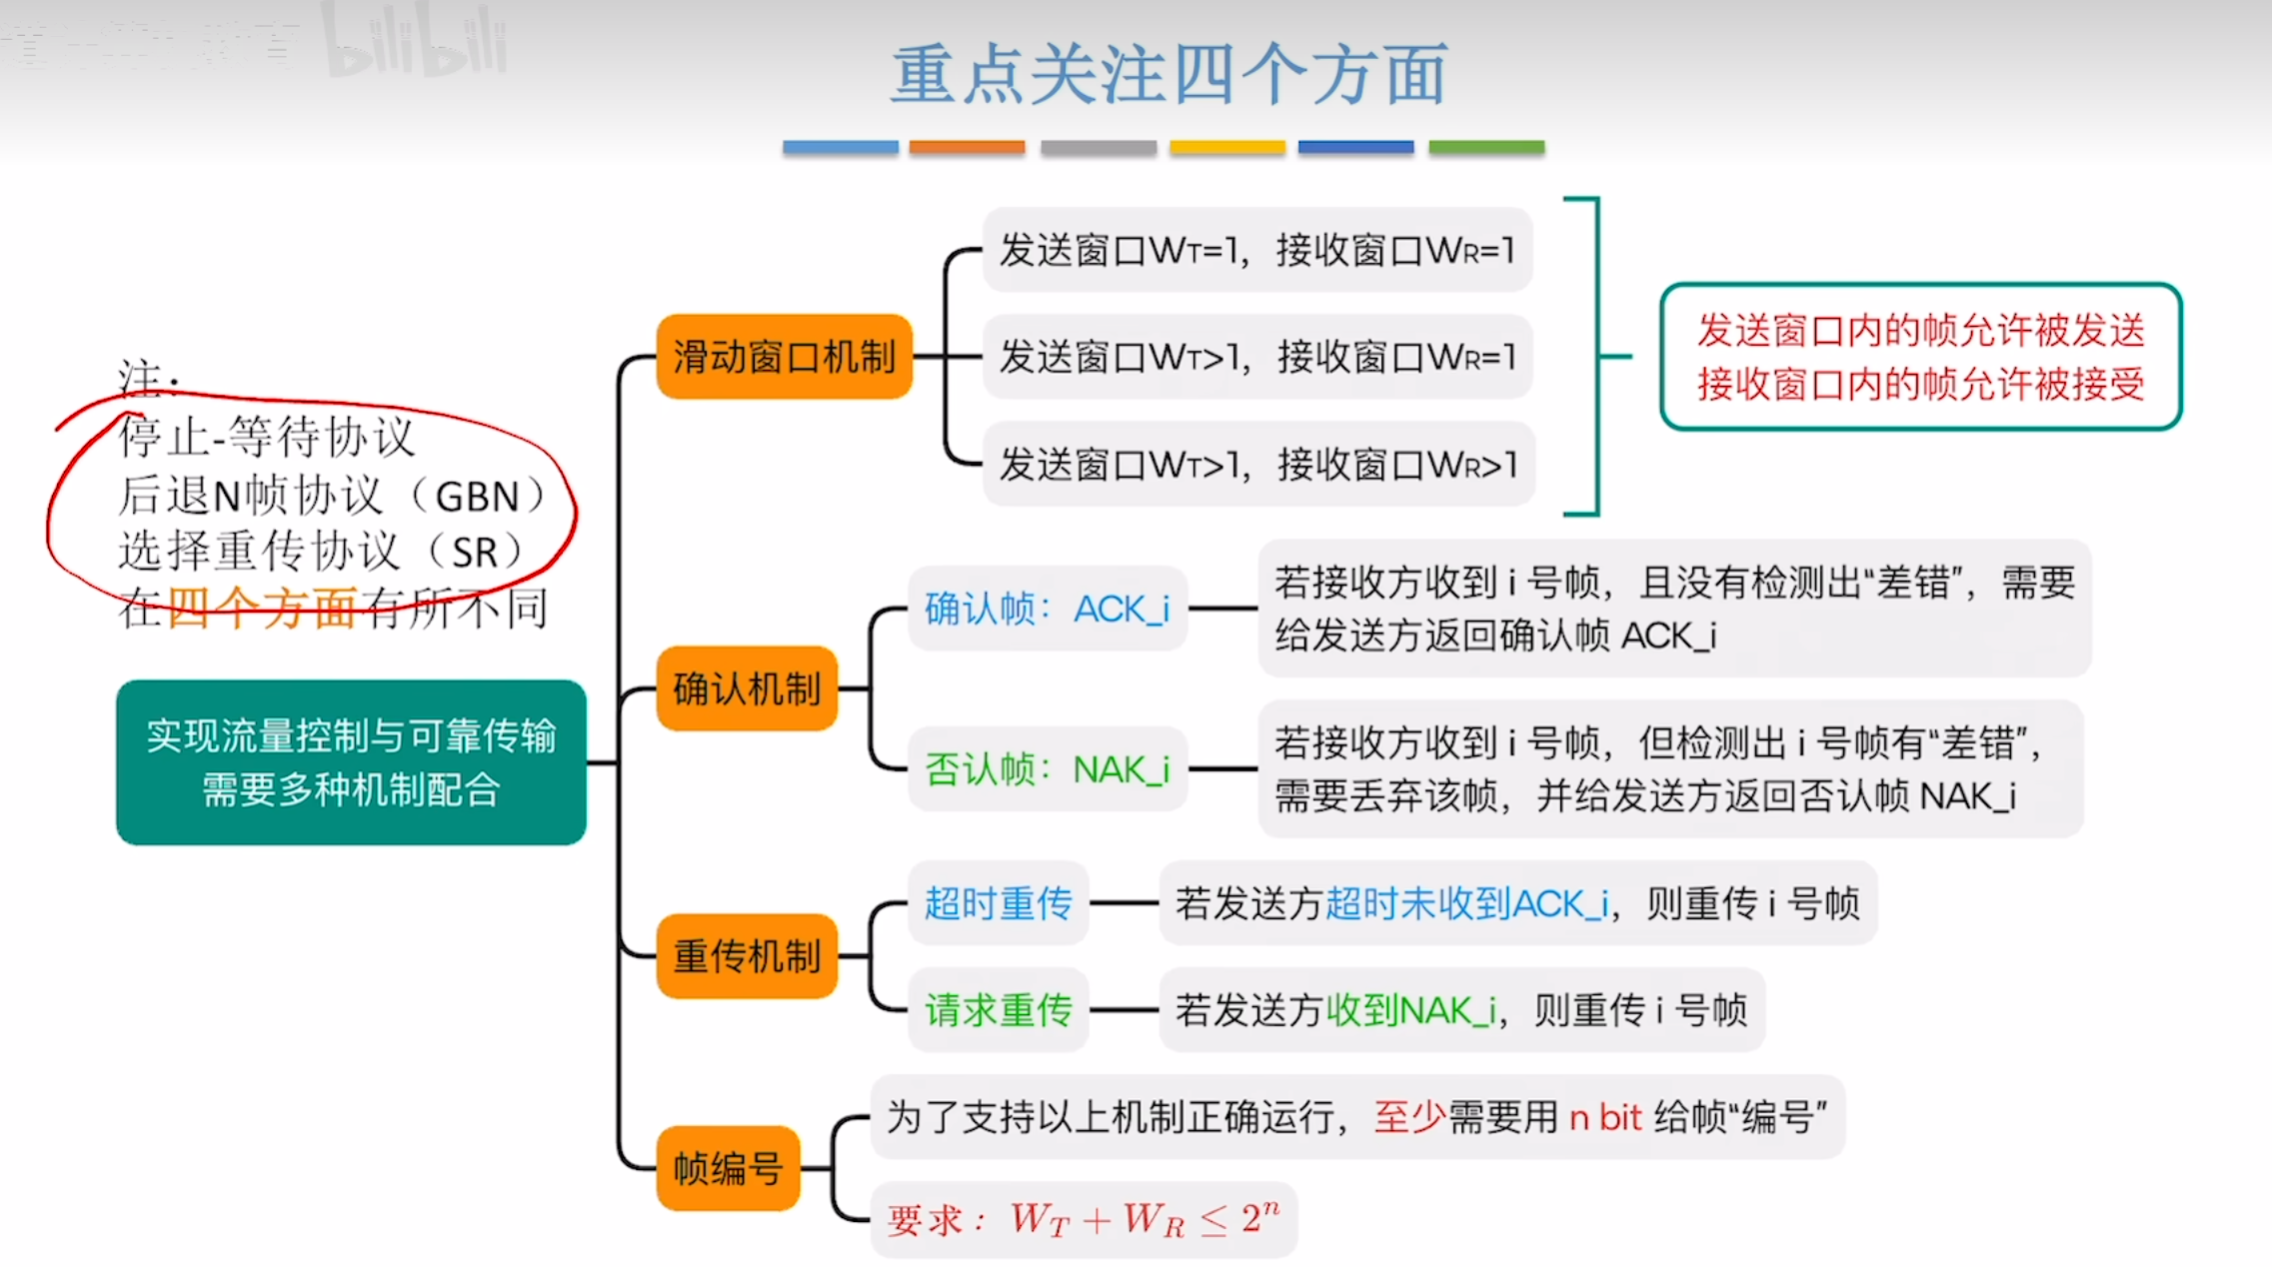 bilibili
重点关注四个方面
注：
停止-等待协议
后退N帧协议（GBN）
选择重传协议（SR）
在四个方面有所不同
实现流量控制与可靠传输
需要多种机制配合
滑动窗口机制
发送窗口WT=1，接收窗口WR=1
发送窗口WT>1，接收窗口WR=1
发送窗口WT>1，接收窗口WR>1
发送窗口内的帧允许被发送
接收窗口内的帧允许被接受
确认机制
确认帧：ACK_i
若接收方收到 i 号帧，且没有检测出“差错”，需要
给发送方返回确认帧 ACK_i
否认帧：NAK_i
若接收方收到 i 号帧，但检测出 i 号帧有“差错”，
需要丢弃该帧，并给发送方返回否认帧 NAK_i
重传机制
超时重传
若发送方超时未收到ACK_i，则重传 i 号帧
请求重传
若发送方收到NAK_i，则重传 i 号帧
帧编号
为了支持以上机制正确运行，至少需要用 n bit 给帧“编号”
要求：W_T + W_R ≤ 2^n